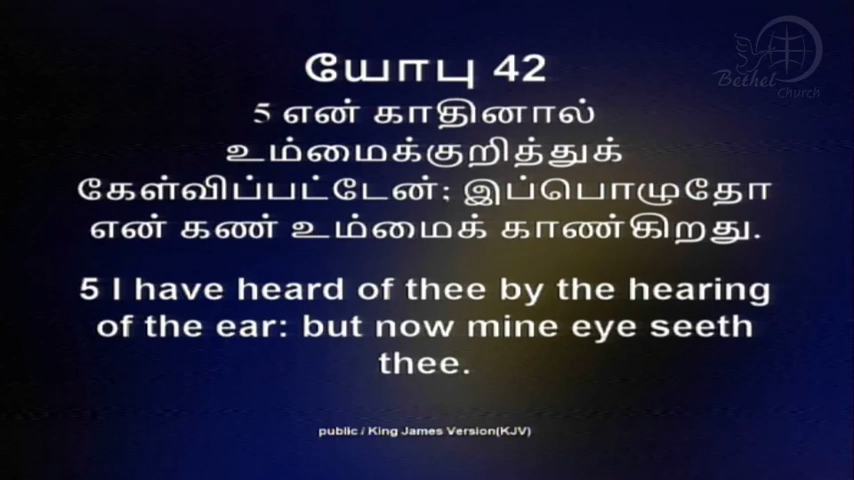 Bethel
Church
யோபு 42
5 என் காதினால்
உம்மைக்குறித்துக்
கேள்விப்பட்டேன்; இப்பொழுதோ
என் கண் உம்மைக் காண்கிறது.
5 I have heard of thee by the hearing
of the ear: but now mine eye seeth
thee.
public / King James Version(KJV)